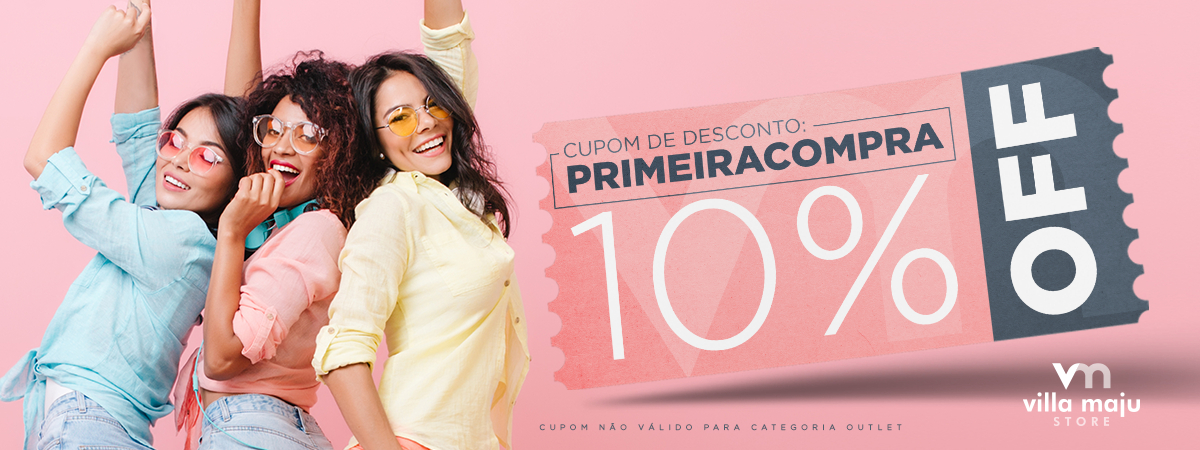 CUPOM DE DESCONTO:
PRIMEIRACOMPRA
10% OFF
vm
villa maju
STORE
CUPOM NÃO VÁLIDO PARA CATEGORIA OUTLET